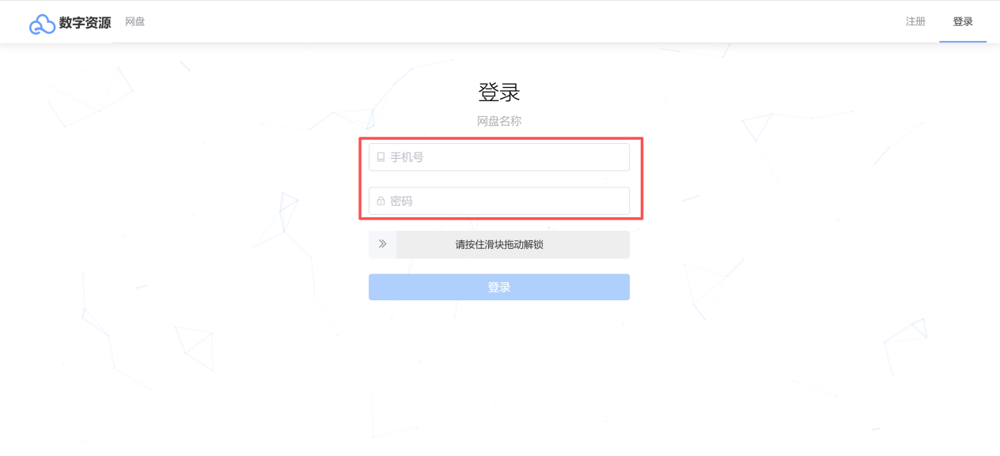 数字资源 网盘 注册 登录
登录
网盘名称
手机号
密码
请按住滑块拖动解锁
登录